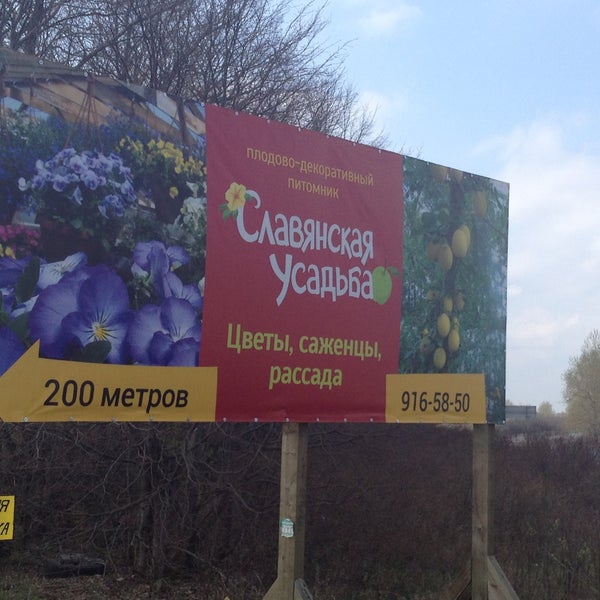 плодово-декоративный
питомник
Славянская
Усадьба
Цветы, саженцы,
рассада
200 метров
916-58-50